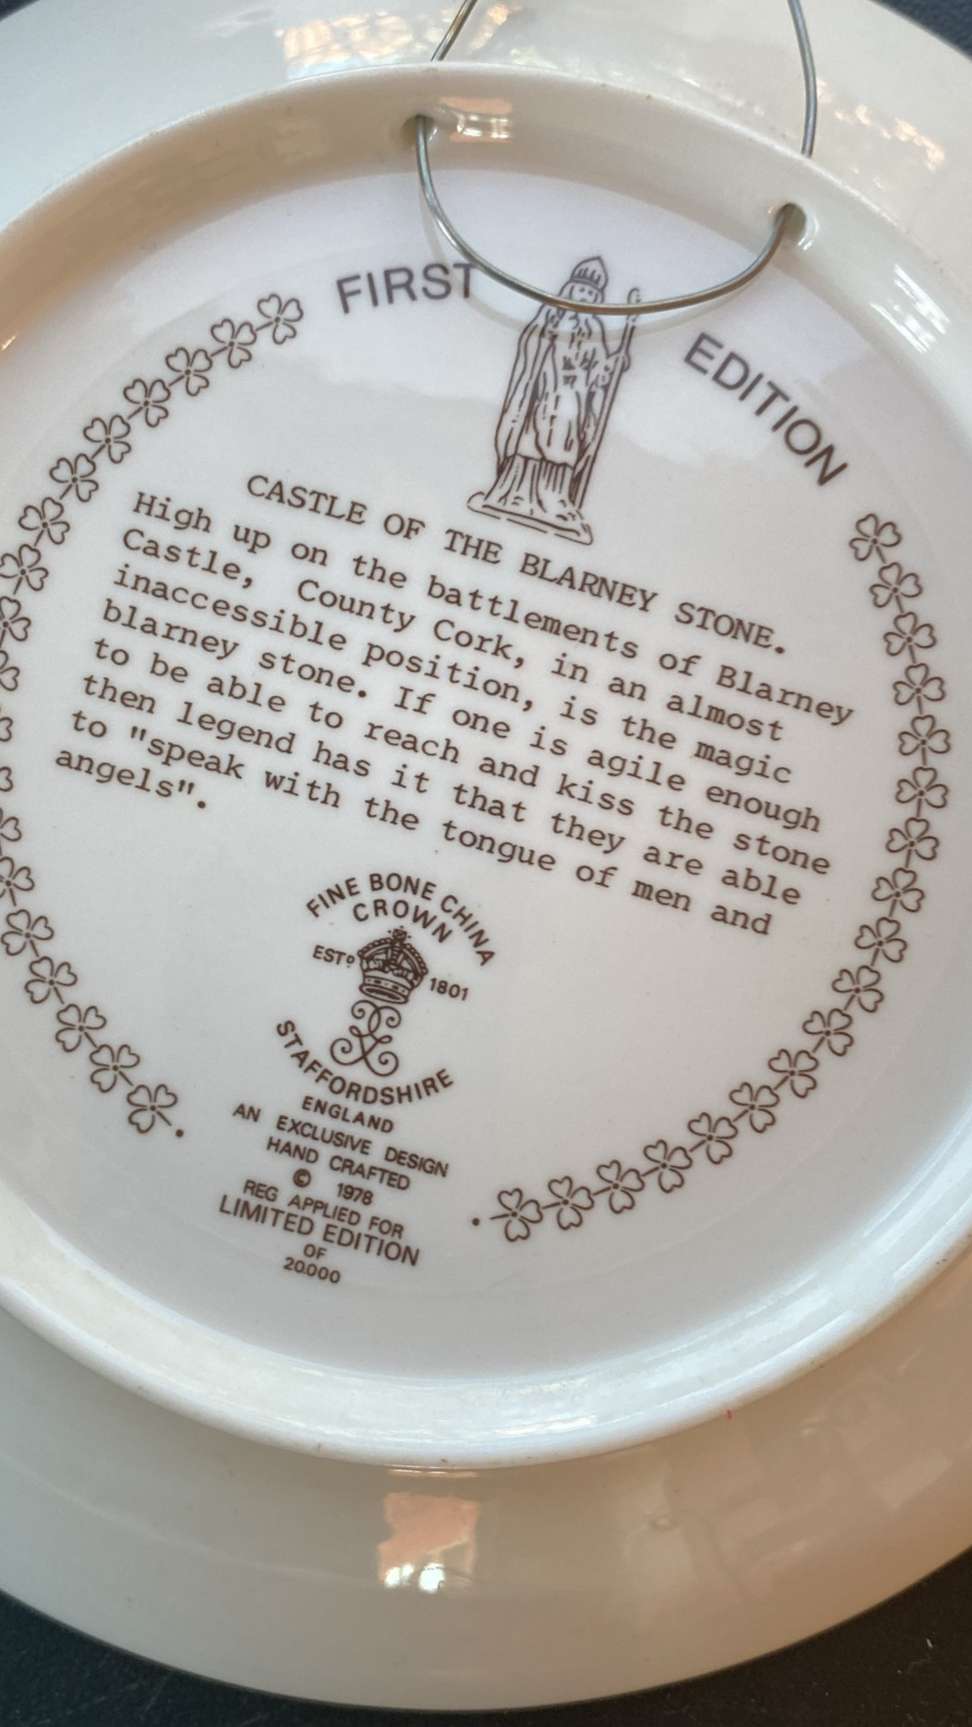 FIRST EDITION
CASTLE OF THE BLARNEY STONE.
High up on the battlements of Blarney
Castle, County Cork, in an almost
inaccessible position, is the magic
blarney stone. If one is agile enough
to be able to reach and kiss the stone
then legend has it that they are able
to "speak with the tongue of men and
angels".
FINE BONE CHINA
CROWN
ESTD 1801
STAFFORDSHIRE
ENGLAND
AN EXCLUSIVE DESIGN
HAND CRAFTED
© 1978
REG APPLIED FOR
LIMITED EDITION
OF
20.000